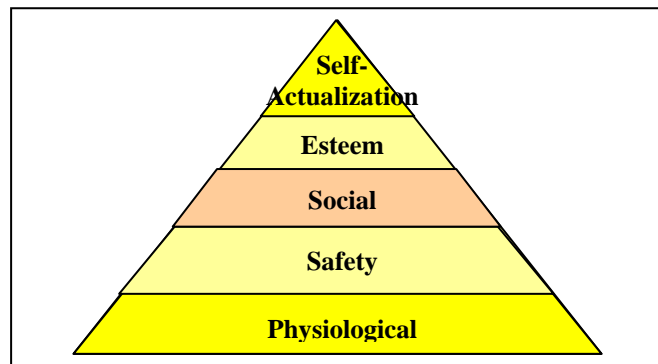 Self-
Actualization
Esteem
Social
Safety
Physiological